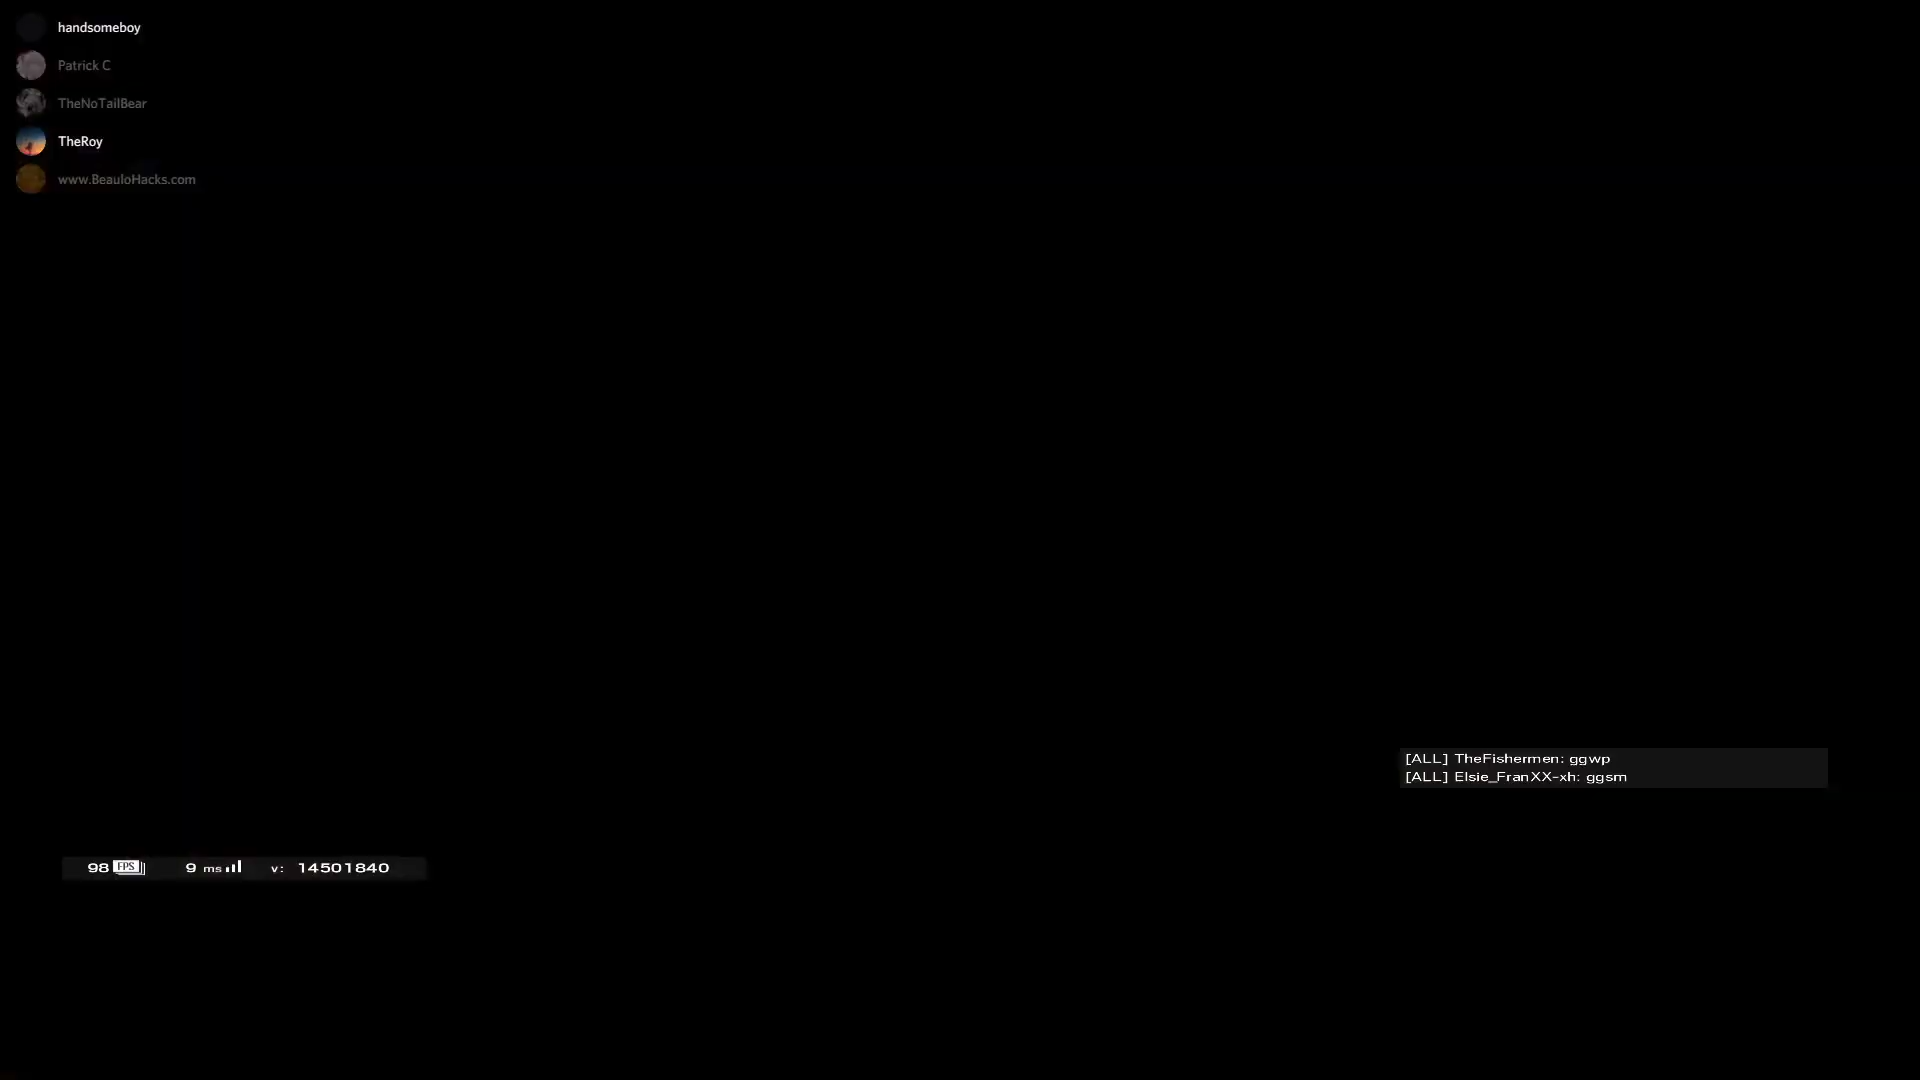 handsomeboy
Patrick C
TheNoTailBear
TheRoy
www.BeauloHacks.com
[ALL] TheFishermen: ggwp
[ALL] Elsie_FranXX-xh: ggsm
98 FPS 9 ms v: 14501840